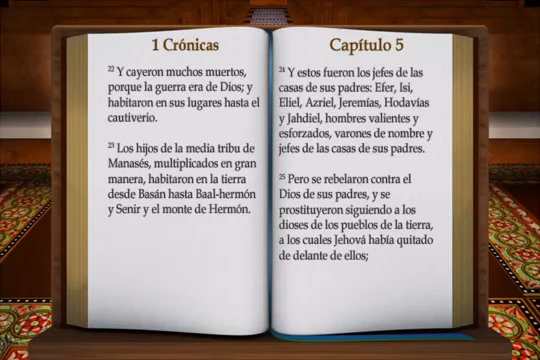 1 Crónicas
22 Y cayeron muchos muertos,
porque la guerra era de Dios; y
habitaron en sus lugares hasta el
cautiverio.
23 Los hijos de la media tribu de
Manasés, multiplicados en gran
manera, habitaron en la tierra
desde Basán hasta Baal-hermón
y Senir y el monte de Hermón.
Capítulo 5
24 Y estos fueron los jefes de las
casas de sus padres: Efer, Isi,
Eliel, Azriel, Jeremías, Hodavías
y Jahdiel, hombres valientes y
esforzados, varones de nombre y
jefes de las casas de sus padres.
25 Pero se rebelaron contra el
Dios de sus padres, y se
prostituyeron siguiendo a los
dioses de los pueblos de la tierra,
a los cuales Jehová había quitado
de delante de ellos;